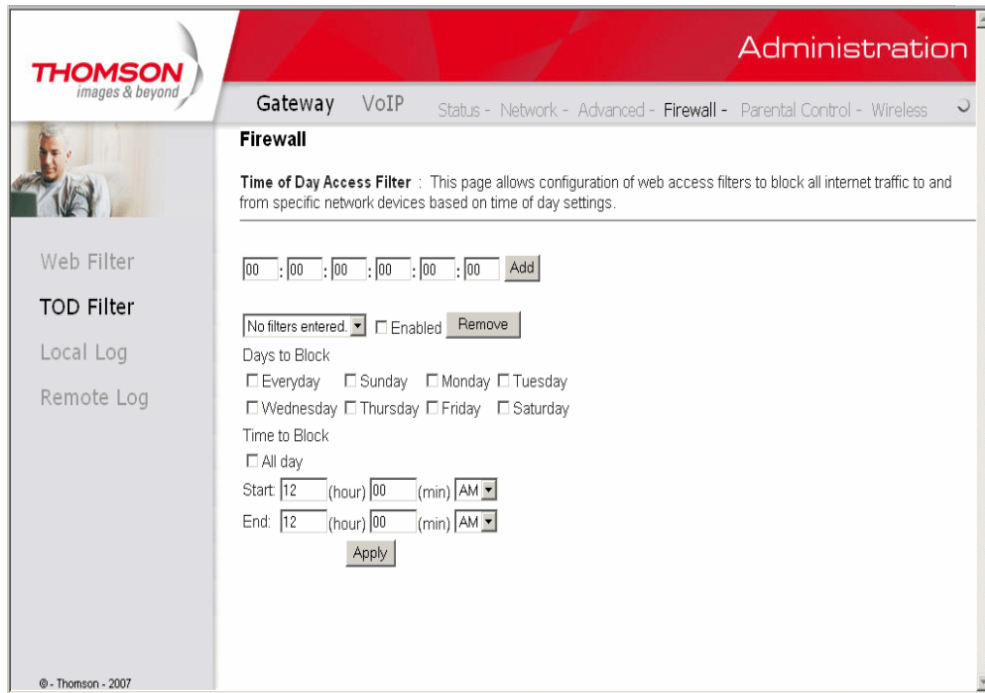 THOMSON
images & beyond
Administration
Gateway VoIP Status - Network - Advanced - Firewall - Parental Control - Wireless
Firewall
Time of Day Access Filter : This page allows configuration of web access filters to block all internet traffic to and
from specific network devices based on time of day settings.
Web Filter
TOD Filter
Local Log
Remote Log
00 : 00 : 00 : 00 : 00 : 00 Add
No filters entered. Enabled Remove
Days to Block
Everyday Sunday Monday Tuesday
Wednesday Thursday Friday Saturday
Time to Block
All day
Start: 12 (hour) 00 (min) AM
End: 12 (hour) 00 (min) AM
Apply
© - Thomson - 2007